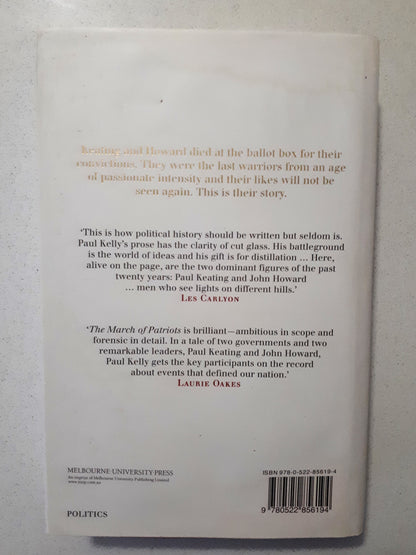 Keating and Howard died at the ballot box for their
convictions. They were the last warriors from an age
of passionate intensity and their likes will not be
seen again. This is their story.
‘This is how political history should be written but seldom is.
Paul Kelly’s prose has the clarity of cut glass. His battleground
is the world of ideas and his gift is for distillation ... Here,
alive on the page, are the two dominant figures of the past
twenty years: Paul Keating and John Howard
... men who see lights on different hills.’
LES CARLYON
‘The March of Patriots is brilliant—ambitious in scope and
forensic in detail. In a tale of two governments and two
remarkable leaders, Paul Keating and John Howard,
Paul Kelly gets the key participants on the record
about events that defined our nation.’
LAURIE OAKES
MELBOURNE·UNIVERSITY·PRESS
An imprint of Melbourne University Publishing Limited
www.mup.com.au
POLITICS
ISBN 978-0-522-85619-4
9 780522 856194